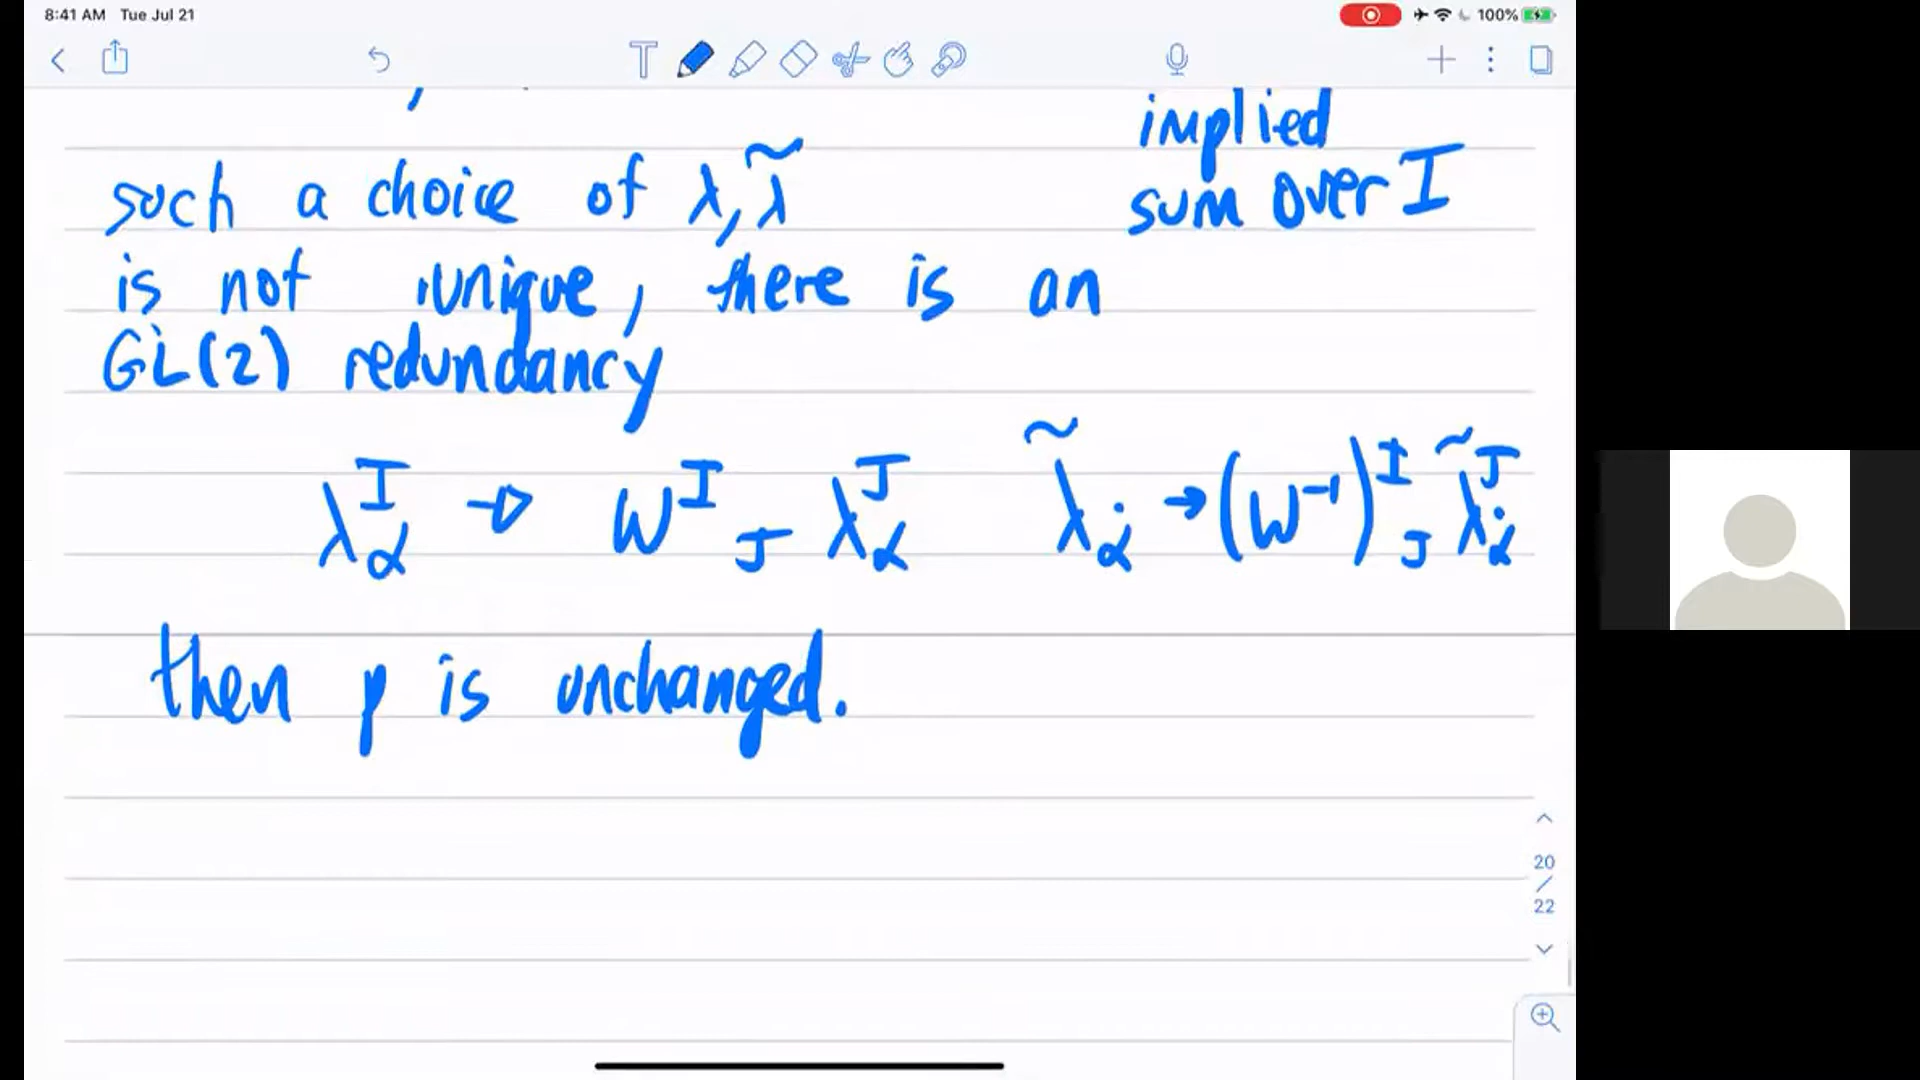 8:41 AM Tue Jul 21
100%
implied
sum over I
such a choice of λ, λ̃
is not unique, there is an
GL(2) redundancy
λ^I_α → W^I_J λ^J_α    λ̃_α̇ → (W^-1)^I_J λ̃^J_α̇
then p is unchanged.
20
/
22